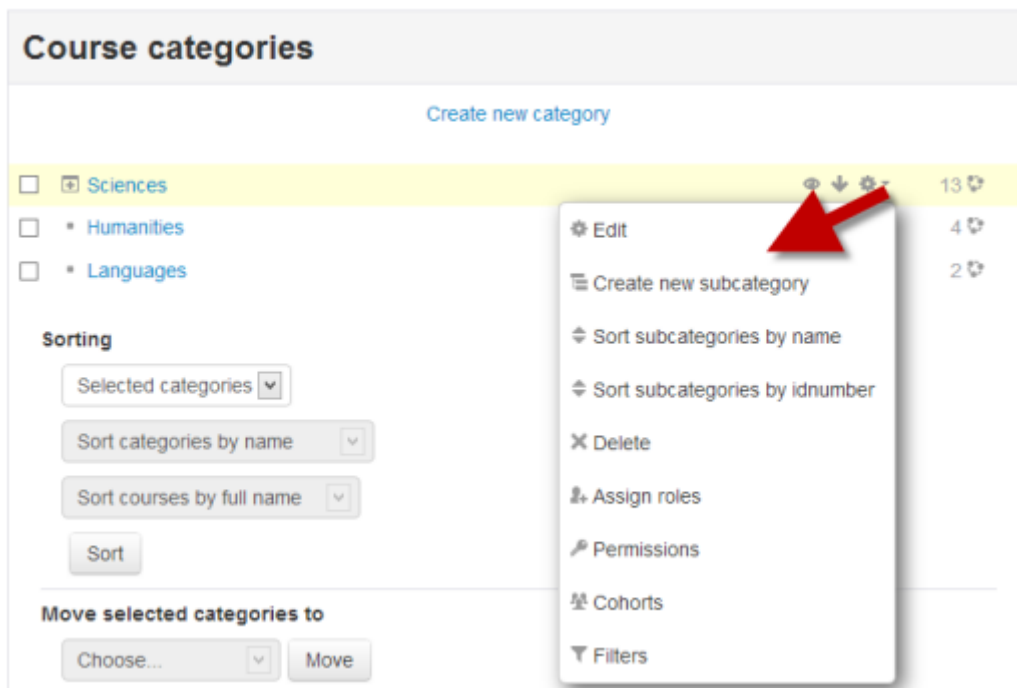 Course categories
Create new category
Sciences 13
Humanities 4
Languages 2
Edit
Create new subcategory
Sort subcategories by name
Sort subcategories by idnumber
Delete
Assign roles
Permissions
Cohorts
Filters
Sorting
Selected categories
Sort categories by name
Sort courses by full name
Sort
Move selected categories to
Choose... Move